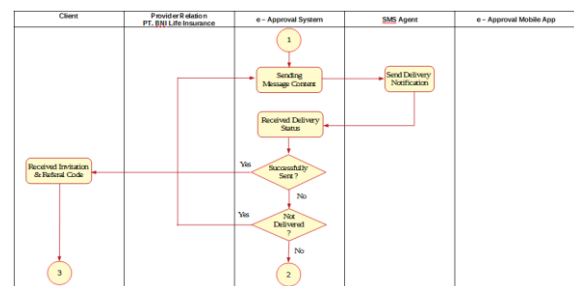 Client
Provider Relation
PT. BNI Life Insurance
e – Approval System
SMS Agent
e – Approval Mobile App
1
Sending
Message Content
Send Delivery
Notification
Received Delivery
Status
Received Invitation
& Referal Code
Yes
Successfully
Sent ?
No
Yes
Not
Delivered
?
No
3
2